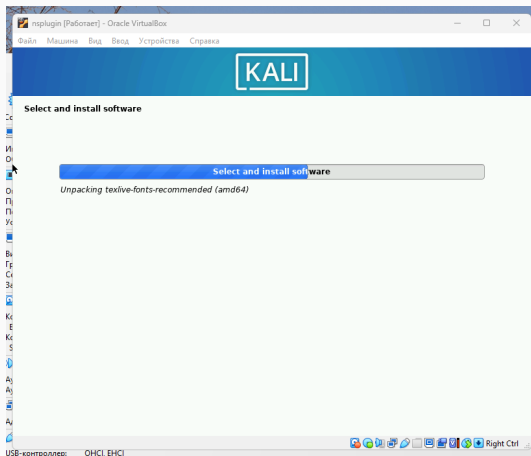 nsplugin [Работает] - Oracle VirtualBox
Файл Машина Вид Ввод Устройства Справка
KALI
Select and install software
Select and install software
Unpacking texlive-fonts-recommended (amd64)
Right Ctrl
USB-контроллер: OHCI, EHCI